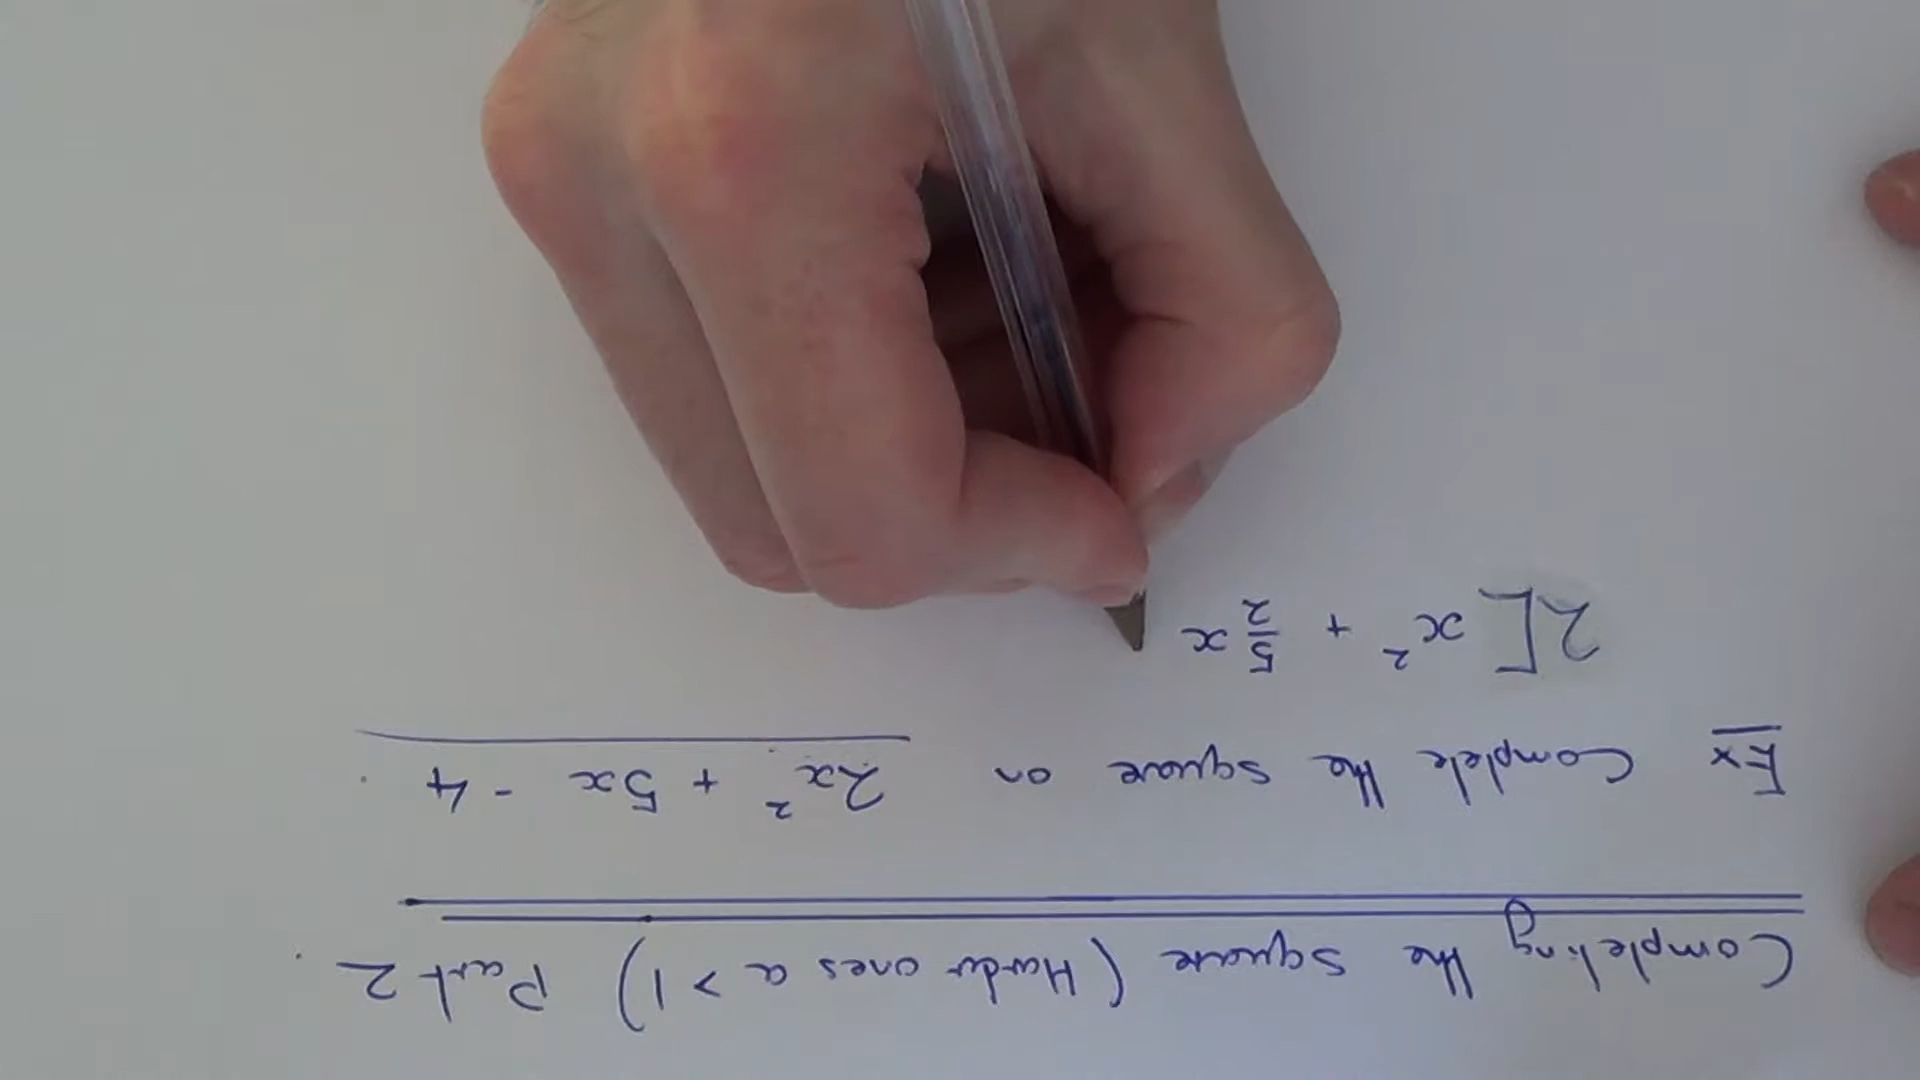 Completing the square (Harder ones a > 1) Part 2.
Ex Complete the square on 2x² + 5x - 4.
2[x² + 5/2 x